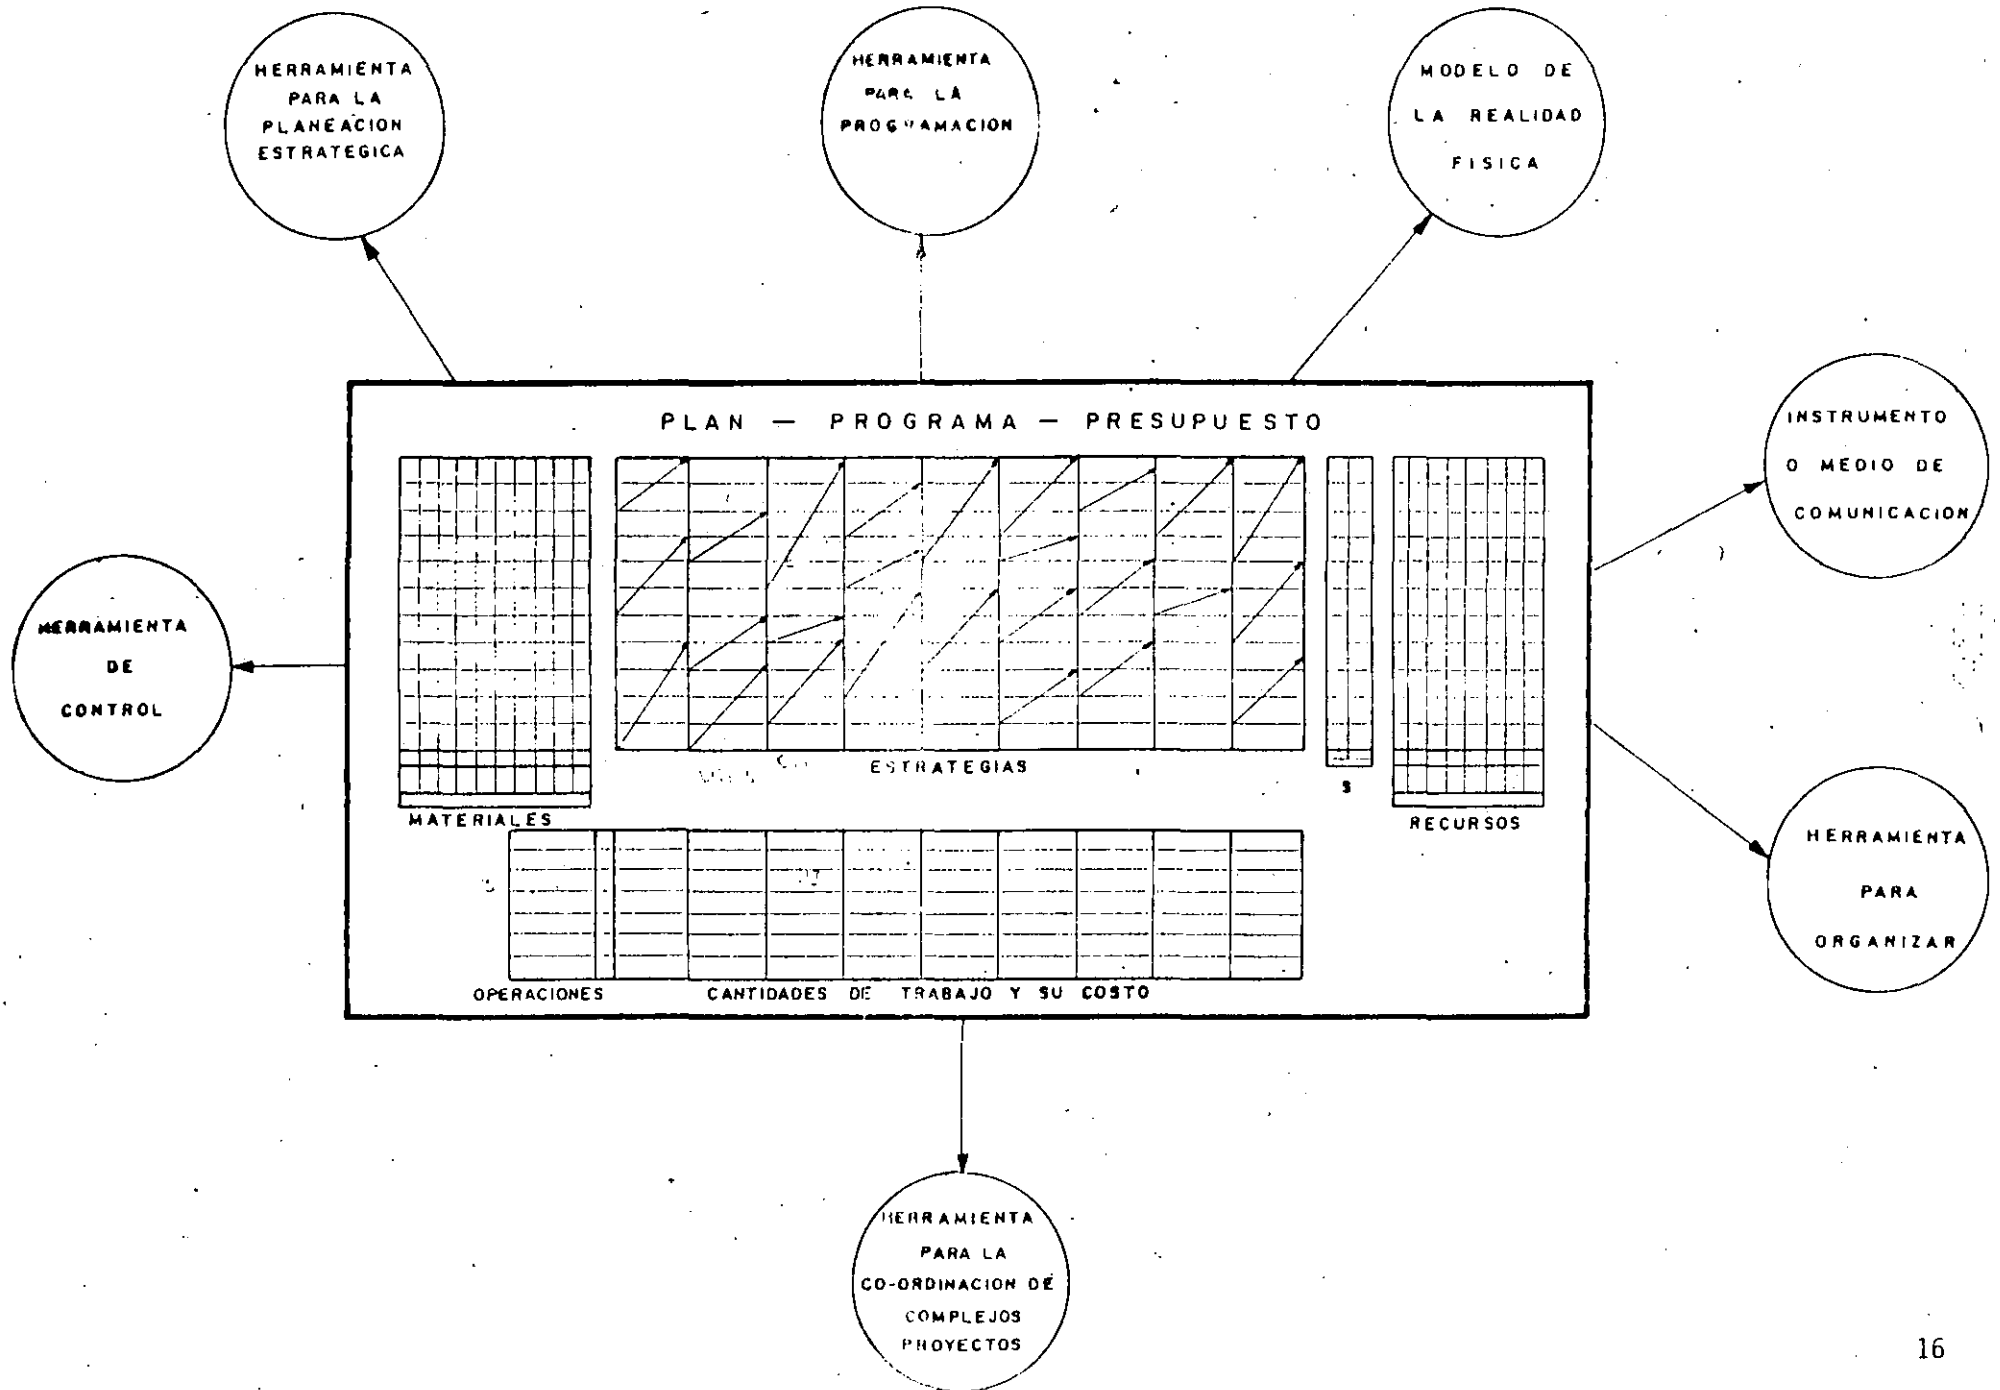 HERRAMIENTA
PARA LA
PLANEACION
ESTRATEGICA
HERRAMIENTA
PARA LA
PROGRAMACION
MODELO DE
LA REALIDAD
FISICA
INSTRUMENTO
O MEDIO DE
COMUNICACION
HERRAMIENTA
DE
CONTROL
PLAN — PROGRAMA — PRESUPUESTO
ESTRATEGIAS
MATERIALES
RECURSOS
OPERACIONES
CANTIDADES DE TRABAJO Y SU COSTO
HERRAMIENTA
PARA
ORGANIZAR
HERRAMIENTA
PARA LA
CO-ORDINACION DE
COMPLEJOS
PROYECTOS
16